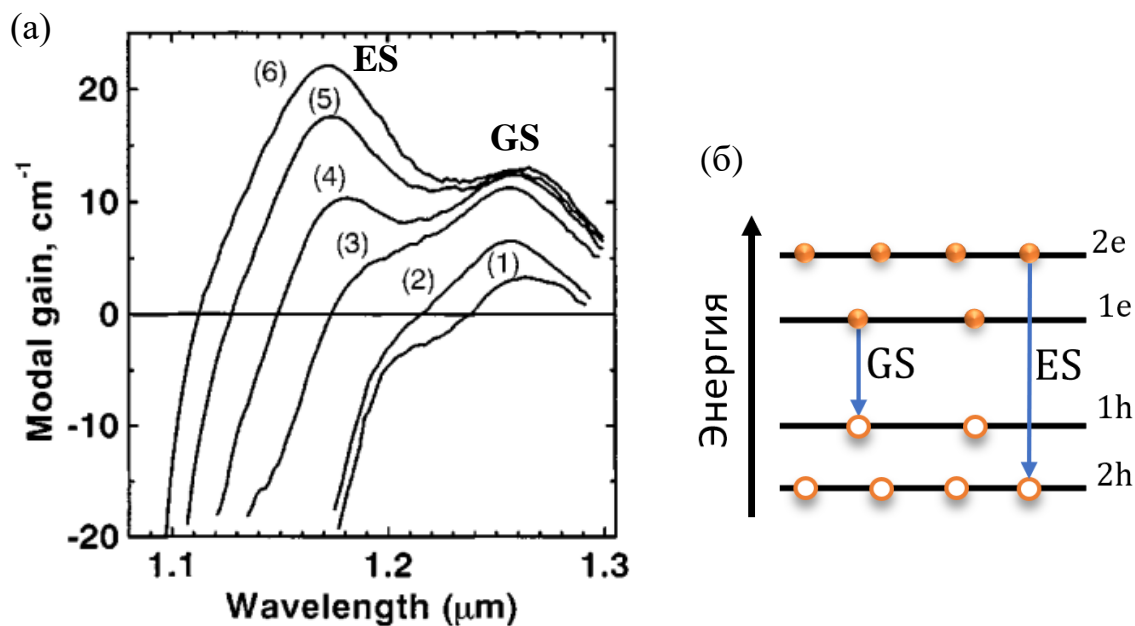 (а)
ES
GS
(6)
(5)
(4)
(3)
(2)
(1)
20
10
0
-10
-20
1.1
1.2
1.3
Modal gain, cm-1
Wavelength (μm)
(б)
Энергия
2e
1e
GS
ES
1h
2h